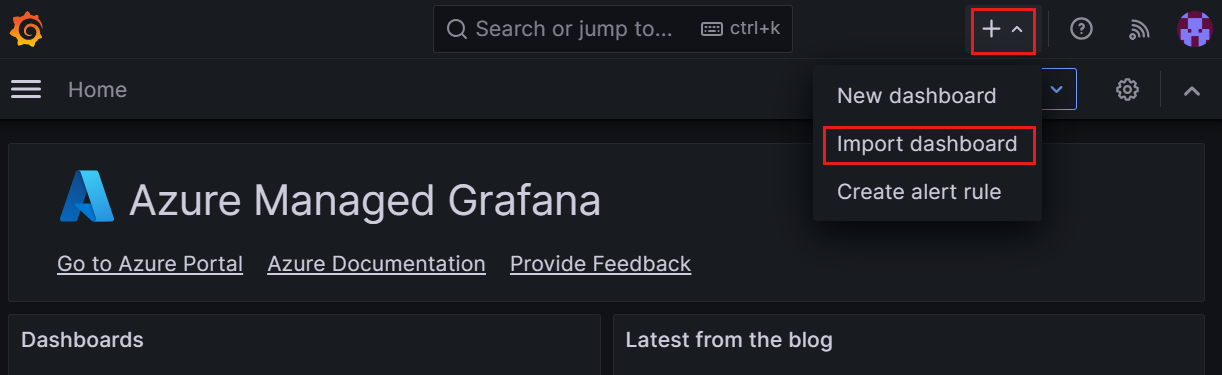 Search or jump to... ctrl+k
Home
New dashboard
Import dashboard
Create alert rule
Azure Managed Grafana
Go to Azure Portal Azure Documentation Provide Feedback
Dashboards
Latest from the blog